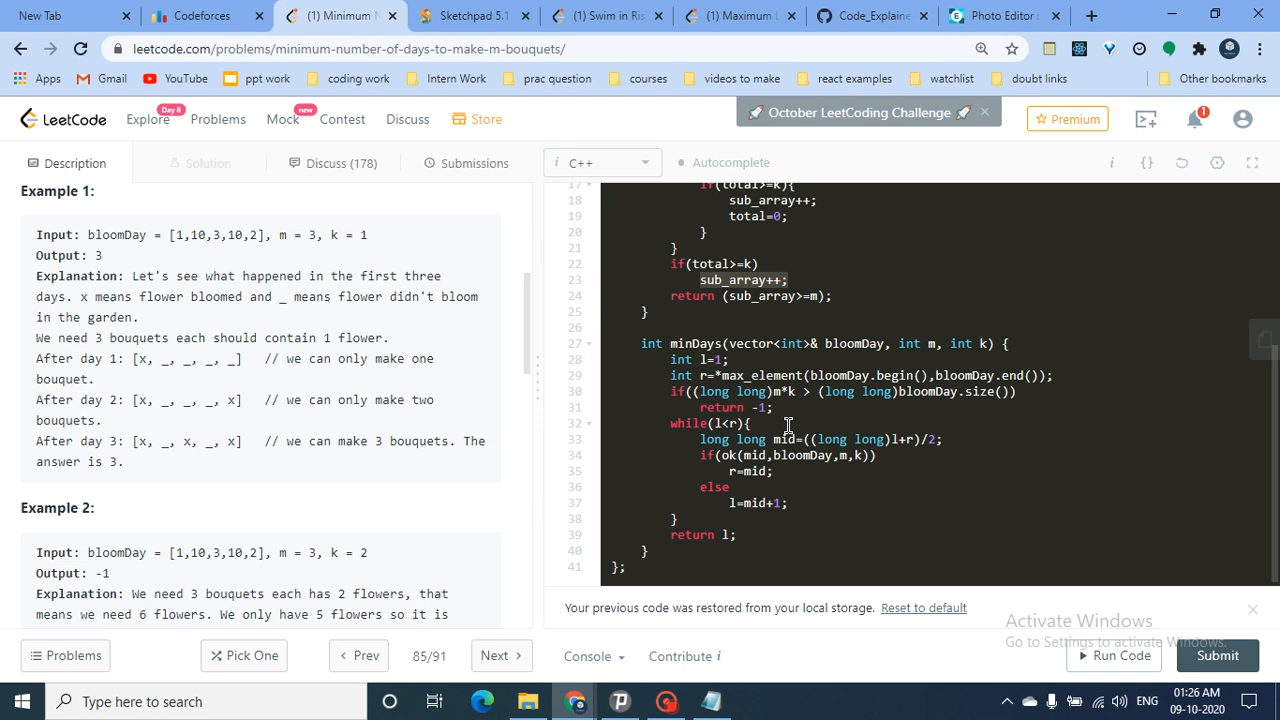 New Tab
Codeforces
(1) Minimum N
Sketchpad 5.1
(1) Swim in Ris
(1) Maximum L
Code_Explaine
Photo Editor :
leetcode.com/problems/minimum-number-of-days-to-make-m-bouquets/
Apps
Gmail
YouTube
ppt work
coding work
Intern Work
prac question
courses
videos to make
react examples
watchlist
doubt links
Other bookmarks
LeetCode
Explore
Day 8
Problems
Mock
new
Contest
Discuss
Store
🚀 October LeetCoding Challenge 🚀
Premium
1
Description
Solution
Discuss (178)
Submissions
i C++
Autocomplete
Example 1:
Input: bloomDay = [1,10,3,10,2], m = 3, k = 1
Output: 3
Explanation: Let's see what happened in the first three
days. x means flower bloomed and _ means flower didn't bloom
in the garden.
We need 3 bouquets each should contain 1 flower.
After day 1: [x, _, _, _, _] // we can only make one
bouquet.
After day 2: [x, _, _, _, x] // we can only make two
bouquets.
After day 3: [x, _, x, _, x] // we can make 3 bouquets. The
answer is 3.
Example 2:
Input: bloomDay = [1,10,3,10,2], m = 3, k = 2
Output: -1
Explanation: We need 3 bouquets each has 2 flowers, that
means we need 6 flowers. We only have 5 flowers so it is
17 if(total>=k){
18 sub_array++;
19 total=0;
20 }
21 }
22 if(total>=k)
23 sub_array++;
24 return (sub_array>=m);
25 }
26
27 int minDays(vector<int>& bloomDay, int m, int k) {
28 int l=1;
29 int r=*max_element(bloomDay.begin(),bloomDay.end());
30 if((long long)m*k > (long long)bloomDay.size())
31 return -1;
32 while(l<r){
33 long long mid=((long long)l+r)/2;
34 if(ok(mid,bloomDay,m,k))
35 r=mid;
36 else
37 l=mid+1;
38 }
39 return l;
40 }
41 };
Your previous code was restored from your local storage. Reset to default
Activate Windows
Go to Settings to activate Windows.
Problems
Pick One
Prev
85/91
Next
Console
Contribute i
Run Code
Submit
Type here to search
ENG
01:26 AM
09-10-2020